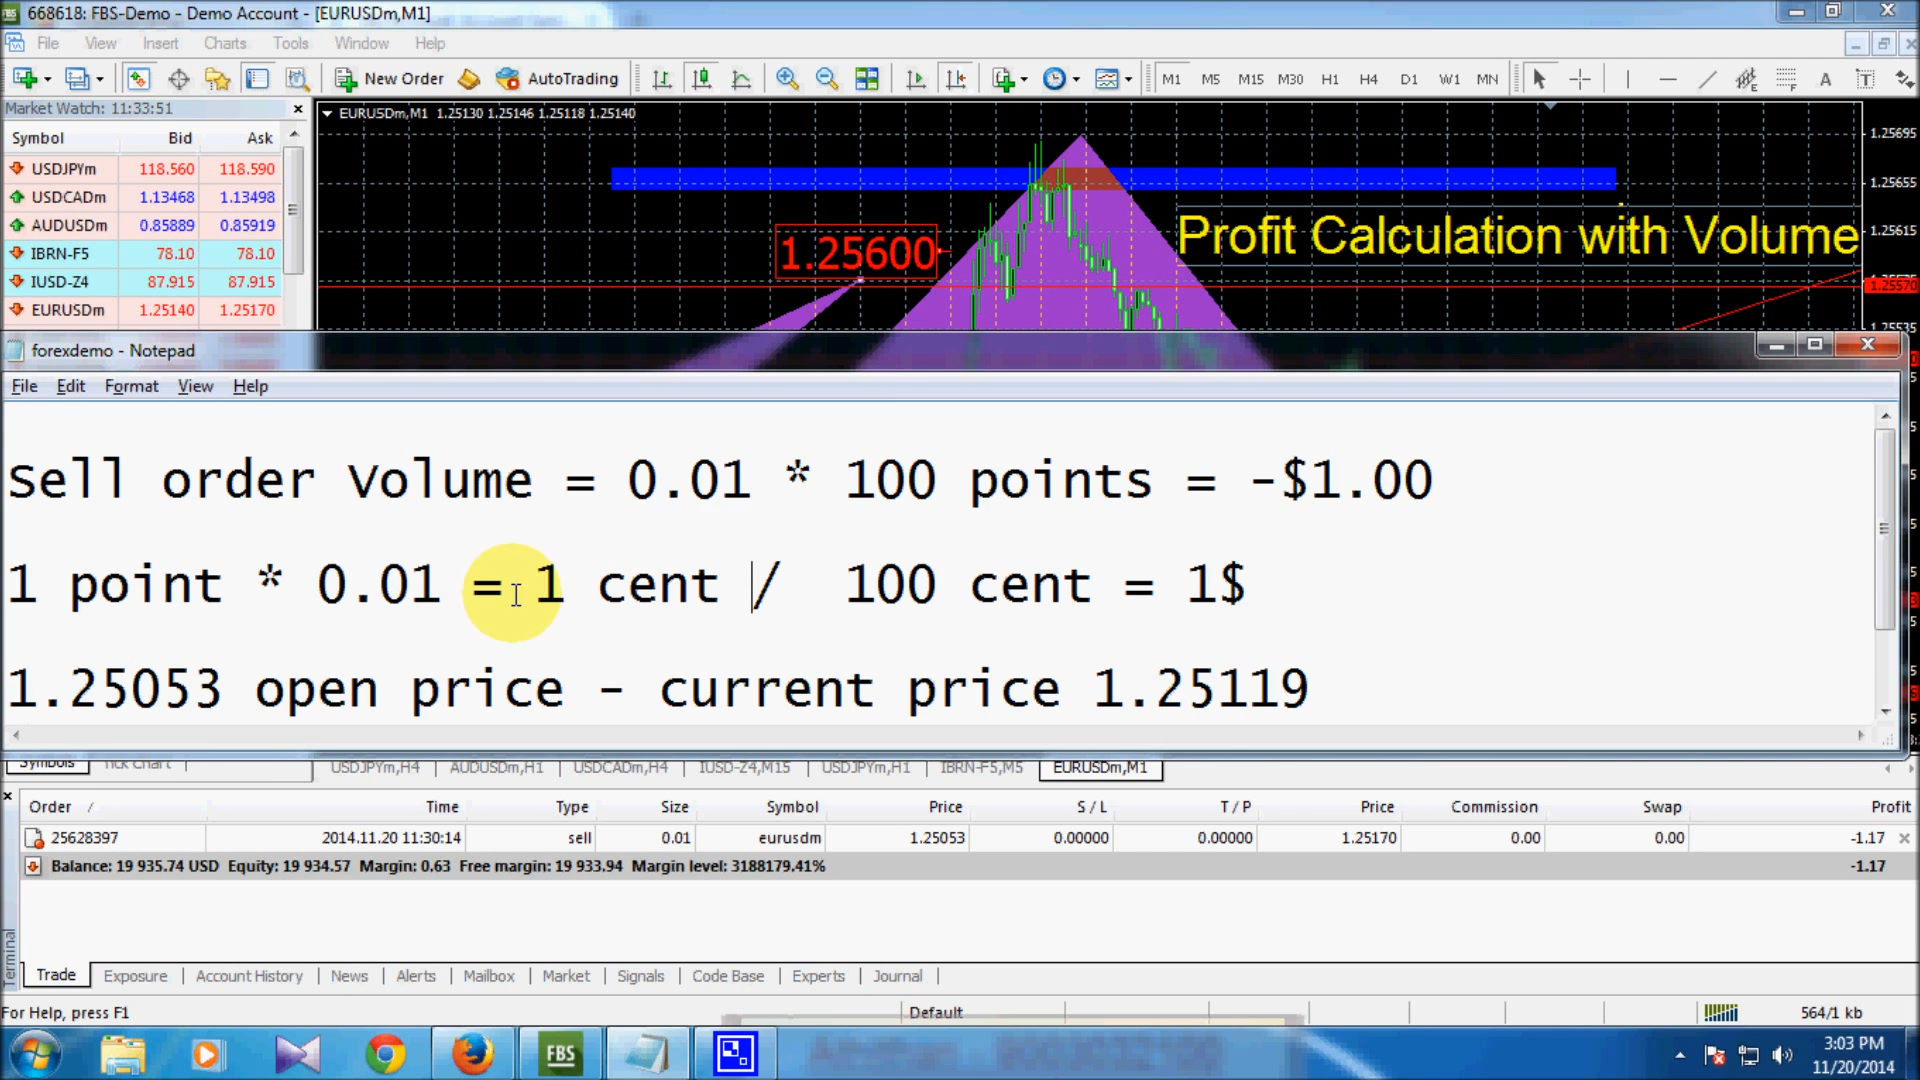 668618: FBS-Demo - Demo Account - [EURUSDm,M1]
File View Insert Charts Tools Window Help
New Order AutoTrading M1 M5 M15 M30 H1 H4 D1 W1 MN
Market Watch: 11:33:51
Symbol Bid Ask
USDJPYm 118.560 118.590
USDCADm 1.13468 1.13498
AUDUSDm 0.85889 0.85919
IBRN-F5 78.10 78.10
IUSD-Z4 87.915 87.915
EURUSDm 1.25140 1.25170
EURUSDm,M1 1.25130 1.25146 1.25118 1.25140
1.25600
Profit Calculation with Volume
1.25695
1.25655
1.25615
1.25570
1.25535
forexdemo - Notepad
File Edit Format View Help
Sell order Volume = 0.01 * 100 points = -$1.00
1 point * 0.01 = 1 cent / 100 cent = 1$
1.25053 open price - current price 1.25119
Symbols Tick Chart
USDJPYm,H4 AUDUSDm,H1 USDCADm,H4 IUSD-Z4,M15 USDJPYm,H1 IBRN-F5,M5 EURUSDm,M1
Order / Time Type Size Symbol Price S / L T / P Price Commission Swap Profit
25628397 2014.11.20 11:30:14 sell 0.01 eurusdm 1.25053 0.00000 0.00000 1.25170 0.00 0.00 -1.17
Balance: 19 935.74 USD Equity: 19 934.57 Margin: 0.63 Free margin: 19 933.94 Margin level: 3188179.41% -1.17
Terminal
Trade Exposure Account History News Alerts Mailbox Market Signals Code Base Experts Journal
For Help, press F1 Default 564/1 kb
FBS
3:03 PM
11/20/2014